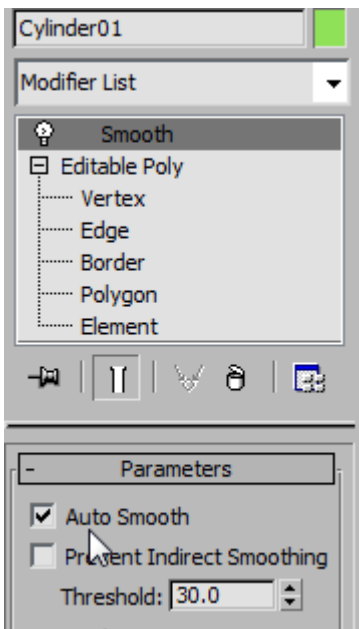 Cylinder01
Modifier List
Smooth
Editable Poly
Vertex
Edge
Border
Polygon
Element
- Parameters
Auto Smooth
Prevent Indirect Smoothing
Threshold: 30.0